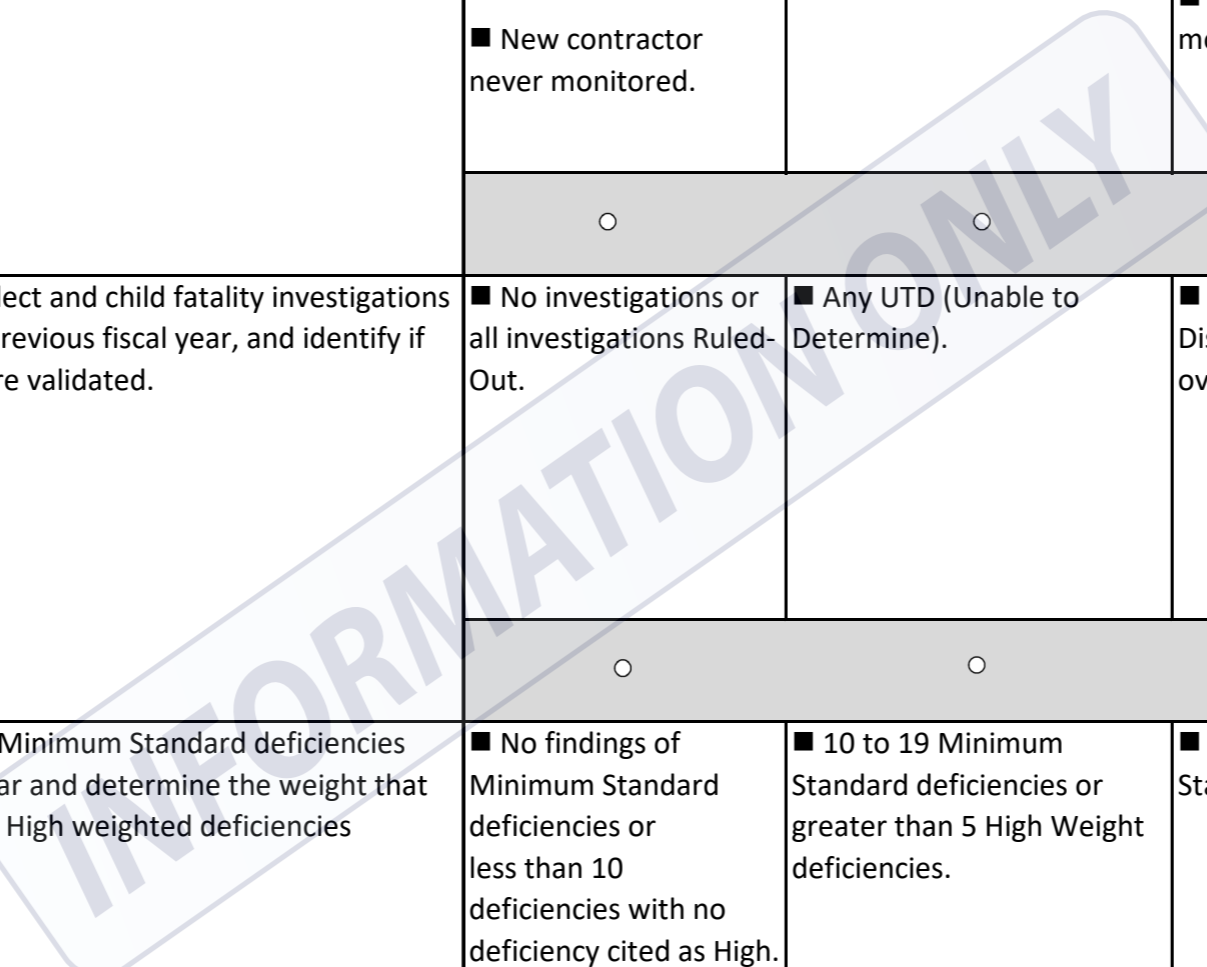 ■ New contractor
never monitored.
lect and child fatality investigations
revious fiscal year, and identify if
re validated.
■ No investigations or
all investigations Ruled-
Out.
■ Any UTD (Unable to
Determine).
Minimum Standard deficiencies
ar and determine the weight that
High weighted deficiencies
■ No findings of
Minimum Standard
deficiencies or
less than 10
deficiencies with no
deficiency cited as High.
■ 10 to 19 Minimum
Standard deficiencies or
greater than 5 High Weight
deficiencies.
INFORMATION ONLY